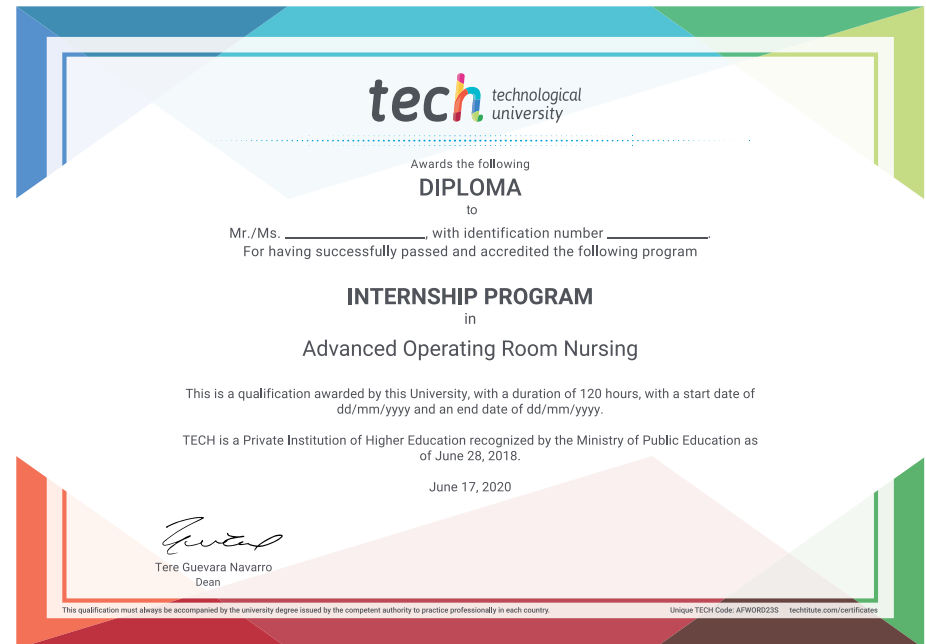 tech technological
university
Awards the following
DIPLOMA
to
Mr./Ms. ____________________, with identification number ______________.
For having successfully passed and accredited the following program
INTERNSHIP PROGRAM
in
Advanced Operating Room Nursing
This is a qualification awarded by this University, with a duration of 120 hours, with a start date of
dd/mm/yyyy and an end date of dd/mm/yyyy.
TECH is a Private Institution of Higher Education recognized by the Ministry of Public Education as
of June 28, 2018.
June 17, 2020
Tere Guevara Navarro
Dean
This qualification must always be accompanied by the university degree issued by the competent authority to practice professionally in each country.
Unique TECH Code: AFWORD23S techtitute.com/certificates